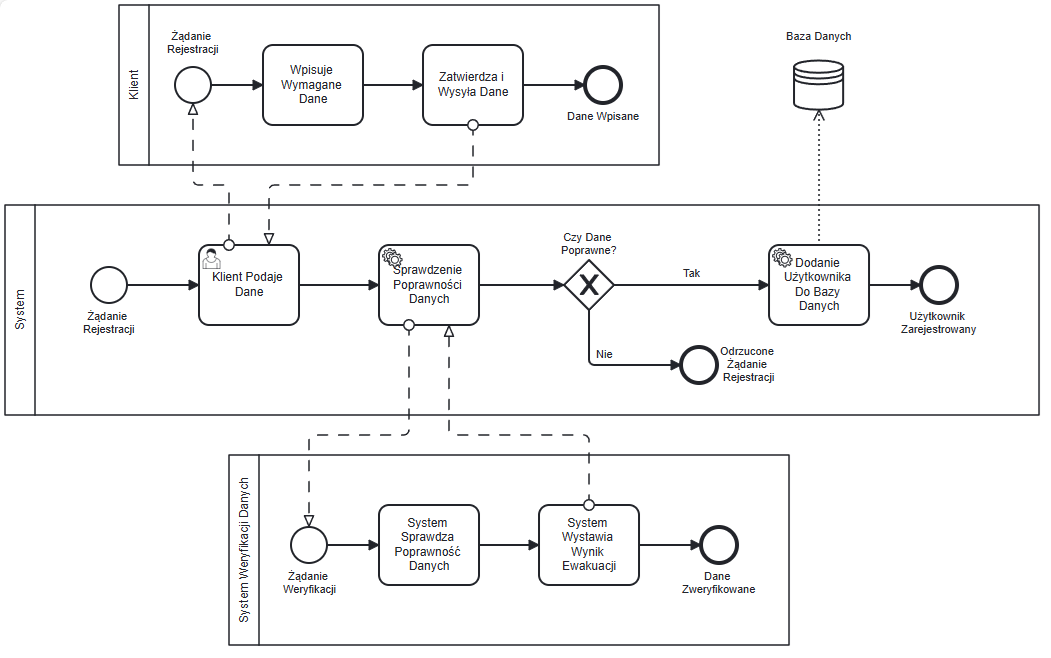 Klient
Żądanie
Rejestracji
Wpisuje
Wymagane
Dane
Zatwierdza i
Wysyła Dane
Dane Wpisane
Baza Danych
System
Żądanie
Rejestracji
Klient Podaje
Dane
Sprawdzenie
Poprawności
Danych
Czy Dane
Poprawne?
Tak
Nie
Odrzucone
Żądanie
Rejestracji
Dodanie
Użytkownika
Do Bazy
Danych
Użytkownik
Zarejestrowany
System Weryfikacji Danych
Żądanie
Weryfikacji
System
Sprawdza
Poprawność
Danych
System
Wystawia
Wynik
Ewakuacji
Dane
Zweryfikowane